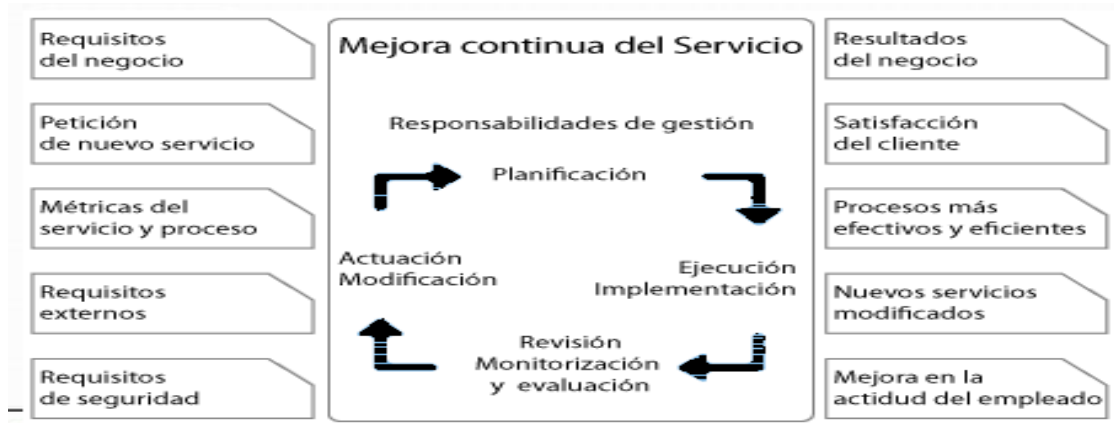 Requisitos
del negocio
Petición
de nuevo servicio
Métricas del
servicio y proceso
Requisitos
externos
Requisitos
de seguridad
Mejora continua del Servicio
Responsabilidades de gestión
Planificación
Ejecución
Implementación
Revisión
Monitorización
y evaluación
Actuación
Modificación
Resultados
del negocio
Satisfacción
del cliente
Procesos más
efectivos y eficientes
Nuevos servicios
modificados
Mejora en la
actidud del empleado